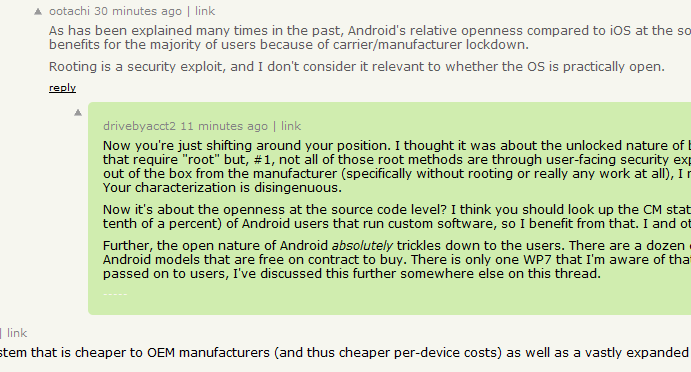 ootachi 30 minutes ago | link
As has been explained many times in the past, Android's relative openness compared to iOS at the so
benefits for the majority of users because of carrier/manufacturer lockdown.
Rooting is a security exploit, and I don't consider it relevant to whether the OS is practically open.
reply
drivebyacct2 11 minutes ago | link
Now you're just shifting around your position. I thought it was about the unlocked nature of
that require "root" but, #1, not all of those root methods are through user-facing security exp
out of the box from the manufacturer (specifically without rooting or really any work at all), I
Your characterization is disingenuous.
Now it's about the openness at the source code level? I think you should look up the CM stat
tenth of a percent) of Android users that run custom software, so I benefit from that. I and ot
Further, the open nature of Android absolutely trickles down to the users. There are a dozen
Android models that are free on contract to buy. There is only one WP7 that I'm aware of that
passed on to users, I've discussed this further somewhere else on this thread.
-----
| link
stem that is cheaper to OEM manufacturers (and thus cheaper per-device costs) as well as a vastly expanded